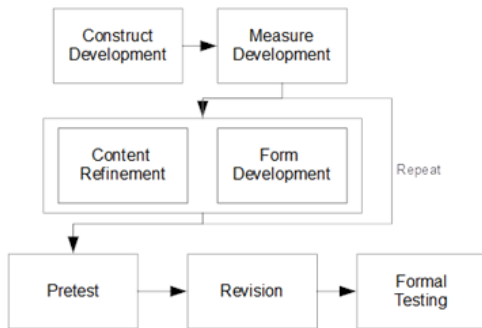 Construct
Development
Measure
Development
Content
Refinement
Form
Development
Repeat
Pretest
Revision
Formal
Testing